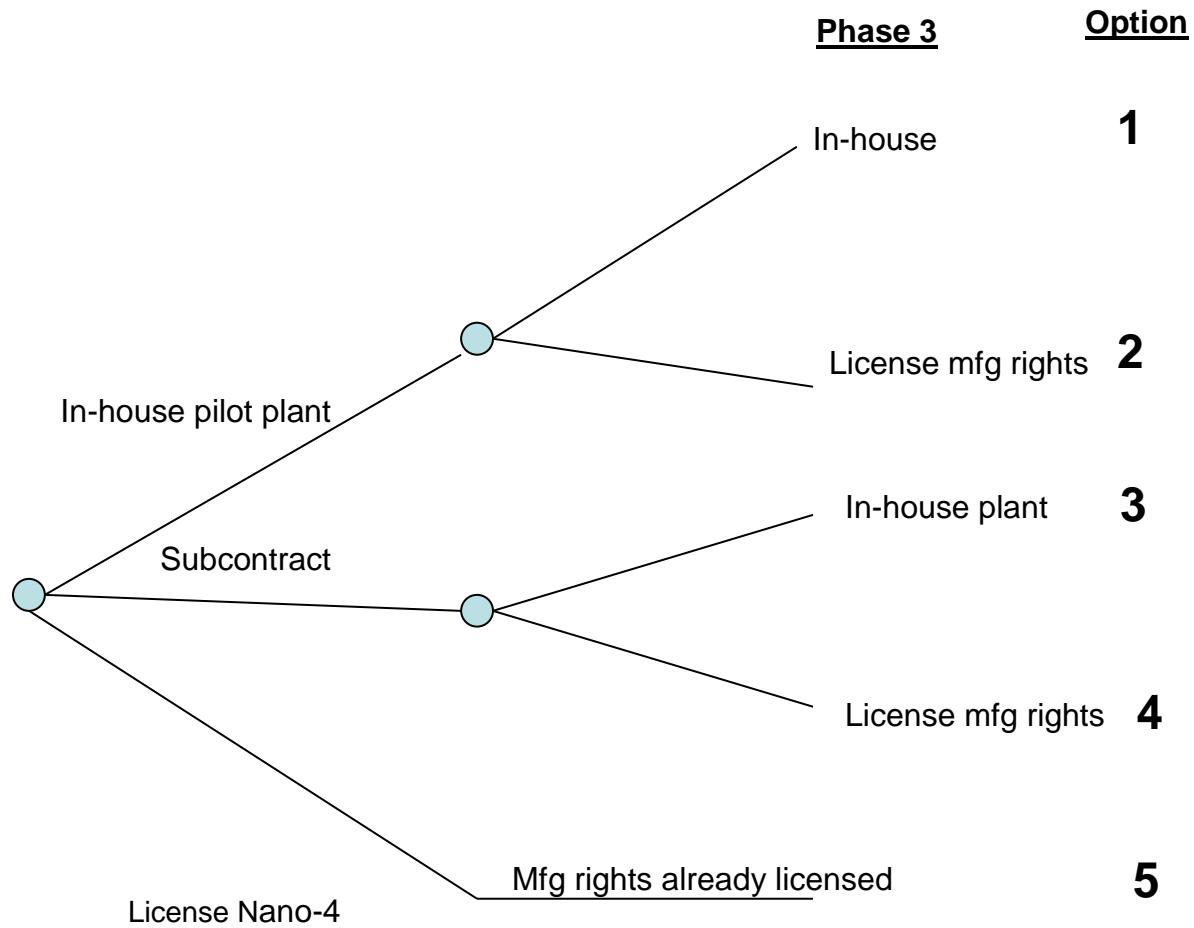 Phase 3 Option
In-house 1
License mfg rights 2
In-house pilot plant
In-house plant 3
Subcontract
License mfg rights 4
Mfg rights already licensed 5
License Nano-4